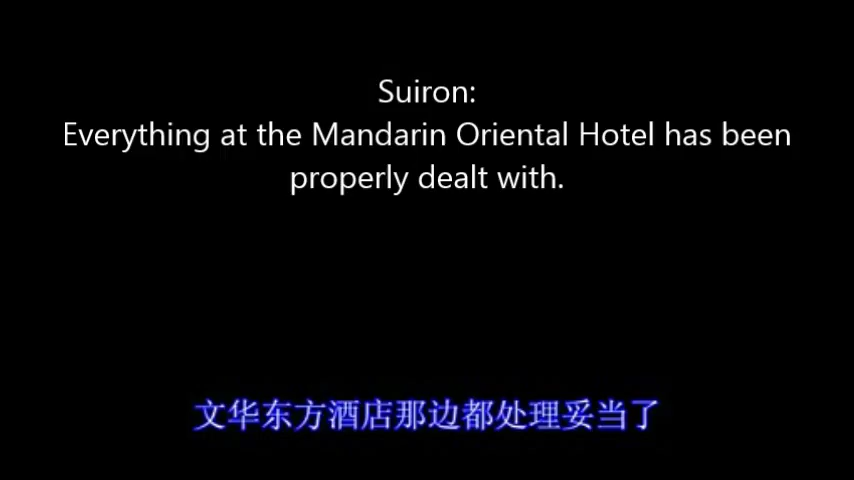 Suiron:
Everything at the Mandarin Oriental Hotel has been
properly dealt with.
文华东方酒店那边都处理妥当了